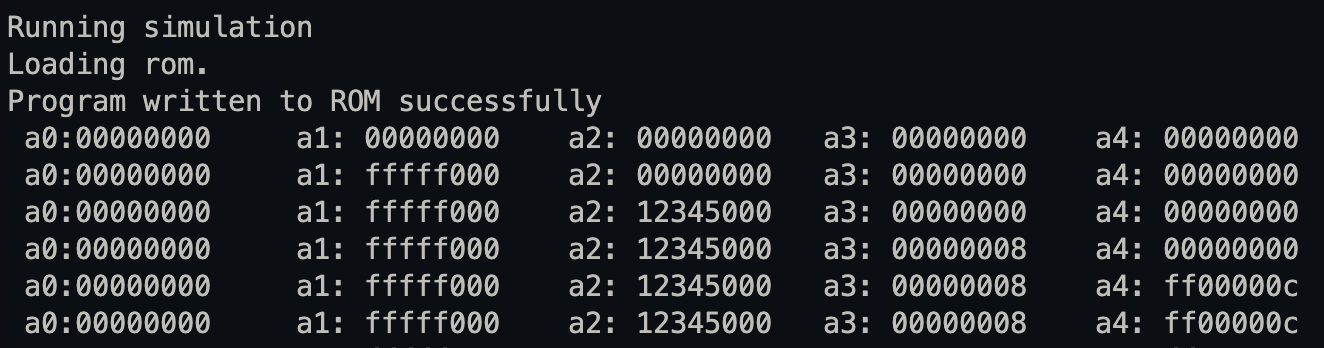 Running simulation
Loading rom.
Program written to ROM successfully
a0:00000000 a1: 00000000 a2: 00000000 a3: 00000000 a4: 00000000
a0:00000000 a1: fffff000 a2: 00000000 a3: 00000000 a4: 00000000
a0:00000000 a1: fffff000 a2: 12345000 a3: 00000000 a4: 00000000
a0:00000000 a1: fffff000 a2: 12345000 a3: 00000008 a4: 00000000
a0:00000000 a1: fffff000 a2: 12345000 a3: 00000008 a4: ff00000c
a0:00000000 a1: fffff000 a2: 12345000 a3: 00000008 a4: ff00000c